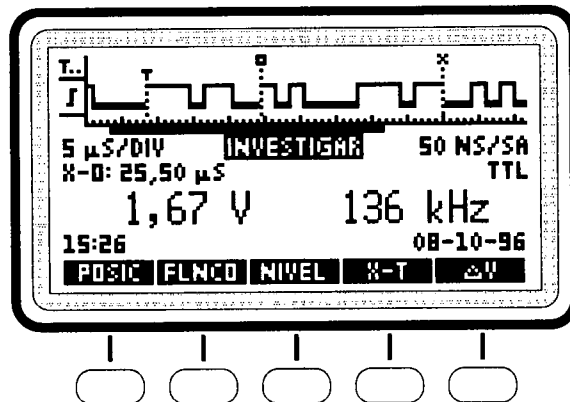 T..
T O X
5 µS/DIV INVESTIGAR 50 NS/SA
X-O: 25,50 µS TTL
1,67 V 136 kHz
15:26 08-10-96
POSIC FLNCO NIVEL X-T △V